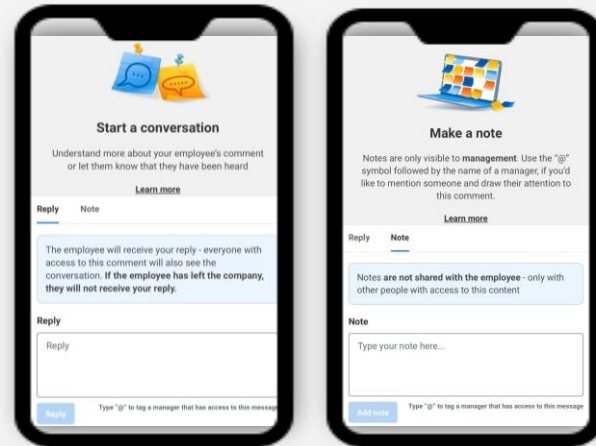 Start a conversation
Understand more about your employee's comment
or let them know that they have been heard
Learn more
Reply Note
The employee will receive your reply - everyone with
access to this comment will also see the
conversation. If the employee has left the company,
they will not receive your reply.
Reply
Reply
Reply Type "@" to tag a manager that has access to this message
Make a note
Notes are only visible to management. Use the "@"
symbol followed by the name of a manager, if you'd
like to mention someone and draw their attention to
this comment.
Learn more
Reply Note
Notes are not shared with the employee - only with
other people with access to this content
Note
Type your note here...
Add note Type "@" to tag a manager that has access to this message